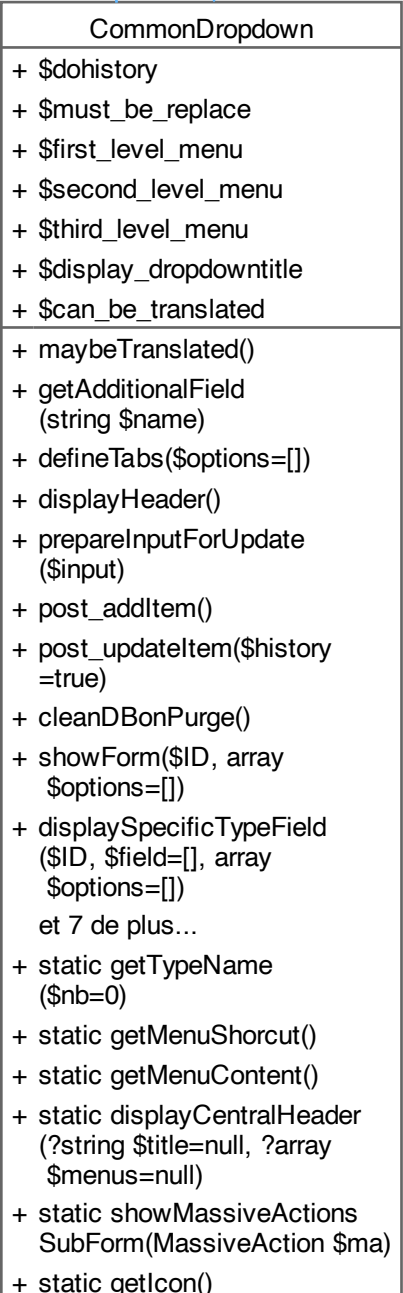 CommonDropdown
+ $dohistory
+ $must_be_replace
+ $first_level_menu
+ $second_level_menu
+ $third_level_menu
+ $display_dropdowntitle
+ $can_be_translated
+ maybeTranslated()
+ getAdditionalField
(string $name)
+ defineTabs($options=[])
+ displayHeader()
+ prepareInputForUpdate
($input)
+ post_addItem()
+ post_updateItem($history
=true)
+ cleanDBonPurge()
+ showForm($ID, array
$options=[])
+ displaySpecificTypeField
($ID, $field=[], array
$options=[])
et 7 de plus...
+ static getTypeName
($nb=0)
+ static getMenuShorcut()
+ static getMenuContent()
+ static displayCentralHeader
(?string $title=null, ?array
$menus=null)
+ static showMassiveActions
SubForm(MassiveAction $ma)
+ static getIcon()